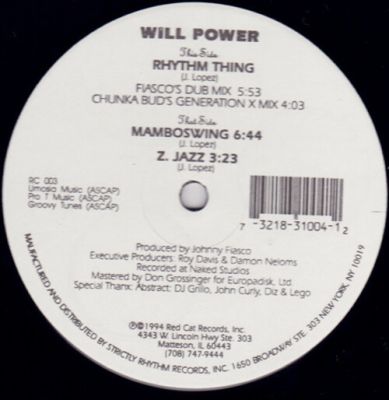 WiLL POWER
This Side
RHYTHM THING
(J. Lopez)
FIASCO'S DUB MIX 5:53
CHUNKA BUD'S GENERATION X MIX 4:03
That Side
MAMBOSWING 6:44
(J. Lopez)
Z. JAZZ 3:23
(J. Lopez)
RC 003
Umosia Music (ASCAP)
Pro T Music (ASCAP)
Groovy Tunes (ASCAP)
7 -3218-31004-1 2
Produced by Johnny Fiasco
Executive Producers: Roy Davis & Damon Neloms
Recorded at Naked Studios
Mastered by Don Grossinger for Europadisk, Ltd
Special Thanx: Abstract: DJ Grillo, John Curly, Diz & Lego
℗©1994 Red Cat Records, Inc.
4343 W. Lincoln Hwy Ste. 303
Matteson, IL 60443
(708) 747-9444
MANUFACTURED AND DISTRIBUTED BY STRICTLY RHYTHM RECORDS, INC. 1650 BROADWAY STE. 303 NEW YORK, NY 10019